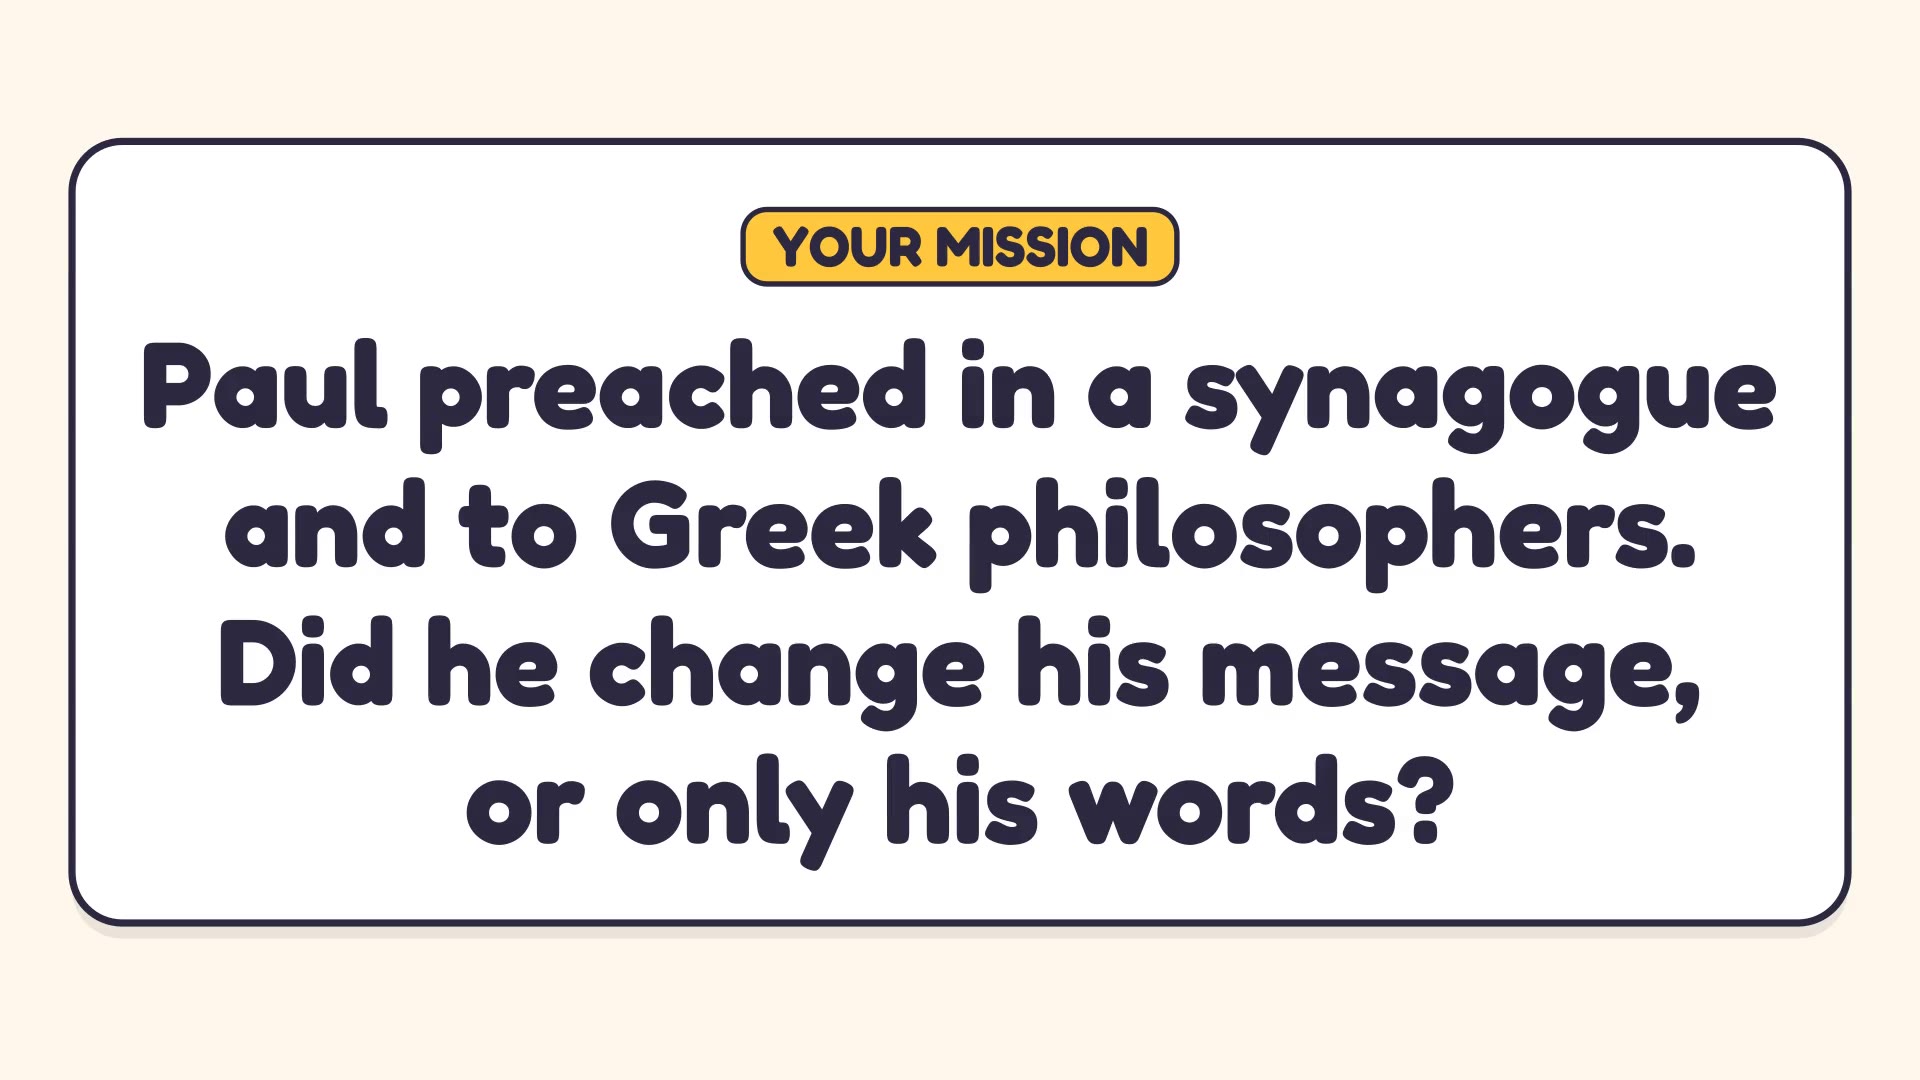 YOUR MISSION
Paul preached in a synagogue
and to Greek philosophers.
Did he change his message,
or only his words?